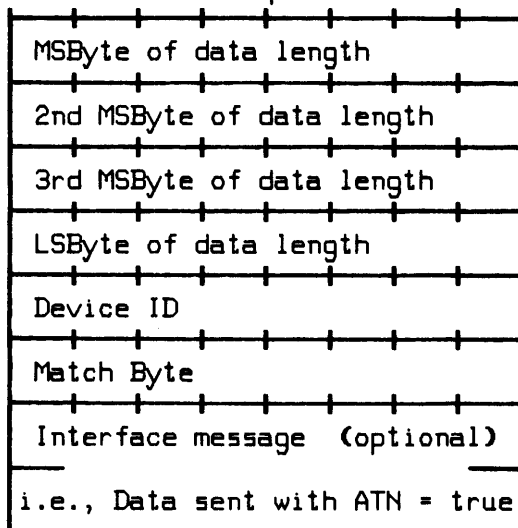 MSByte of data length
2nd MSByte of data length
3rd MSByte of data length
LSByte of data length
Device ID
Match Byte
Interface message (optional)
i.e., Data sent with ATN = true